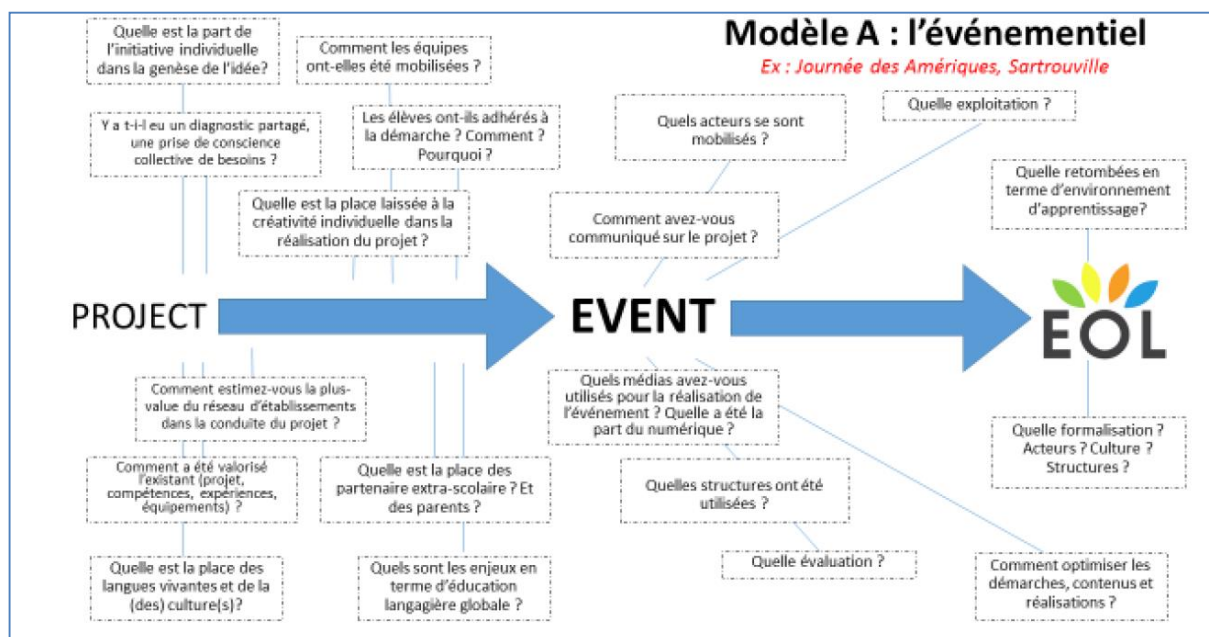 Modèle A : l'événementiel
Ex : Journée des Amériques, Sartrouville
Quelle est la part de
l'initiative individuelle
dans la genèse de l'idée?
Comment les équipes
ont-elles été mobilisées ?
Y a t-i-l eu un diagnostic partagé,
une prise de conscience
collective de besoins ?
Les élèves ont-ils adhérés à
la démarche ? Comment ?
Pourquoi ?
Quelle est la place laissée à la
créativité individuelle dans la
réalisation du projet ?
Quels acteurs se sont
mobilisés ?
Quelle exploitation ?
Comment avez-vous
communiqué sur le projet ?
Quelle retombées en
terme d'environnement
d'apprentissage?
PROJECT
EVENT
EOL
Comment estimez-vous la plus-
value du réseau d'établissements
dans la conduite du projet ?
Comment a été valorisé
l'existant (projet,
compétences, expériences,
équipements) ?
Quelle est la place des
langues vivantes et de la
(des) culture(s)?
Quelle est la place des
partenaire extra-scolaire ? Et
des parents ?
Quels sont les enjeux en
terme d'éducation
langagière globale ?
Quels médias avez-vous
utilisés pour la réalisation de
l'événement ? Quelle a été la
part du numérique ?
Quelles structures ont été
utilisées ?
Quelle évaluation ?
Quelle formalisation ?
Acteurs ? Culture ?
Structures ?
Comment optimiser les
démarches, contenus et
réalisations ?